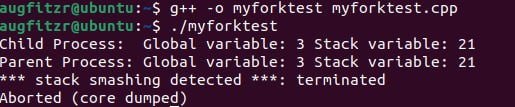 augfitzr@ubuntu:~$ g++ -o myforktest myforktest.cpp
augfitzr@ubuntu:~$ ./myforktest
Child Process:  Global variable: 3 Stack variable: 21
Parent Process:  Global variable: 3 Stack variable: 21
*** stack smashing detected ***: terminated
Aborted (core dumped)